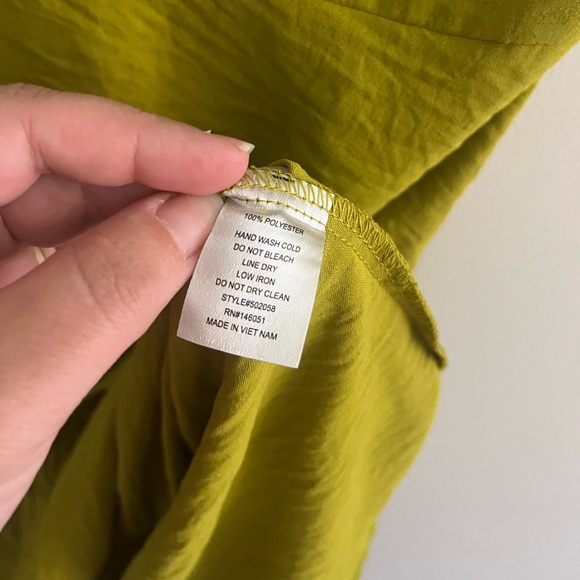 100% POLYESTER
HAND WASH COLD
DO NOT BLEACH
LINE DRY
LOW IRON
DO NOT DRY CLEAN
STYLE#502058
RN#146051
MADE IN VIET NAM